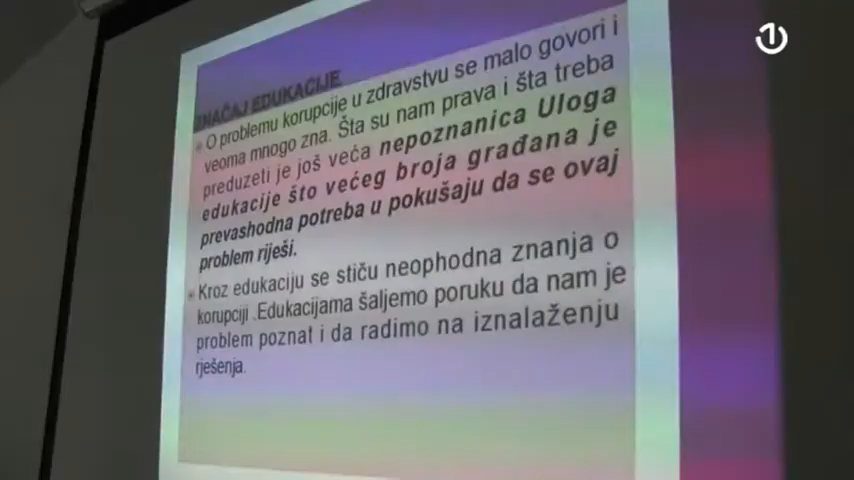 ZNAČAJ EDUKACIJE
O problemu korupcije u zdravstvu se malo govori i
veoma mnogo zna. Šta su nam prava i šta treba
preduzeti je još veća nepoznanica Uloga
edukacije što većeg broja građana je
prevashodna potreba u pokušaju da se ovaj
problem riješi.
Kroz edukaciju se stiču neophodna znanja o
korupciji .Edukacijama šaljemo poruku da nam je
problem poznat i da radimo na iznalaženju
rješenja.
1